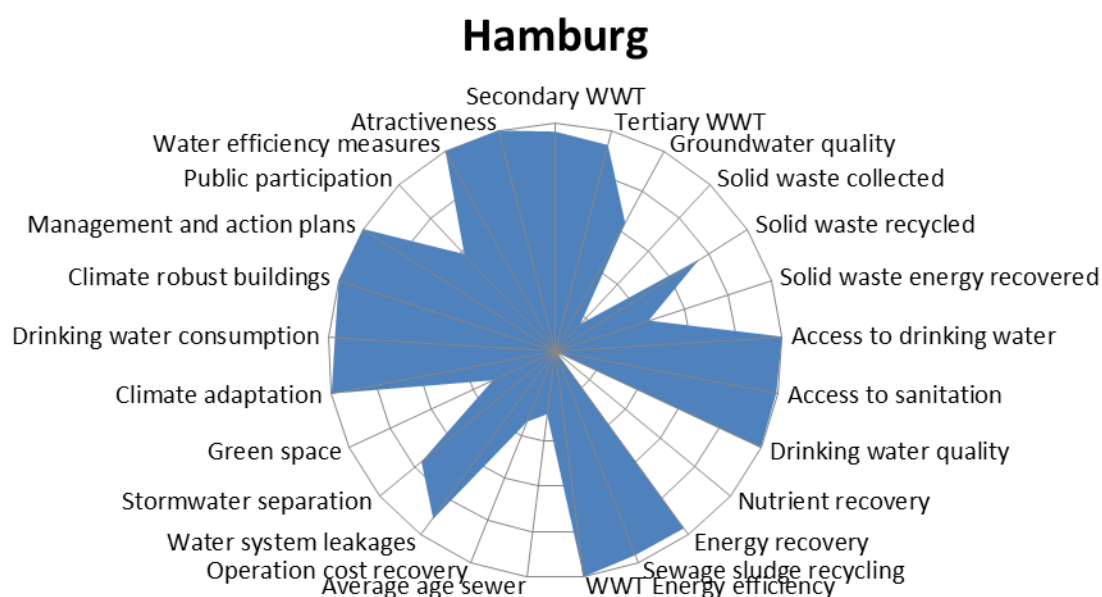 Hamburg
Secondary WWT
Tertiary WWT
Groundwater quality
Solid waste collected
Solid waste recycled
Solid waste energy recovered
Access to drinking water
Access to sanitation
Drinking water quality
Nutrient recovery
Energy recovery
Sewage sludge recycling
WWT Energy efficiency
Average age sewer
Operation cost recovery
Water system leakages
Stormwater separation
Green space
Climate adaptation
Drinking water consumption
Climate robust buildings
Management and action plans
Public participation
Water efficiency measures
Atractiveness